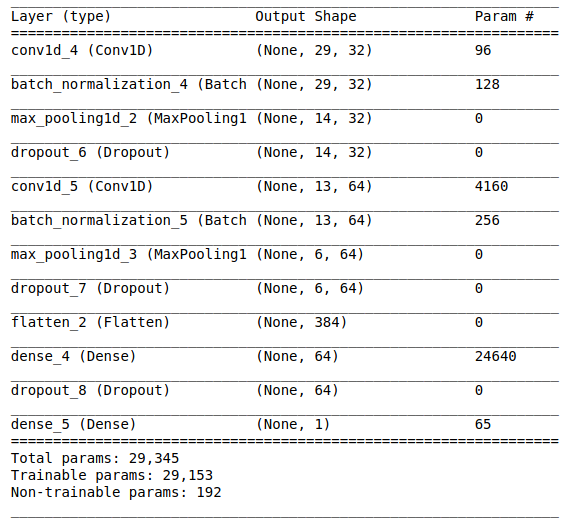 Layer (type) Output Shape Param #
=================================================================
conv1d_4 (Conv1D) (None, 29, 32) 96
batch_normalization_4 (Batch (None, 29, 32) 128
max_pooling1d_2 (MaxPooling1 (None, 14, 32) 0
dropout_6 (Dropout) (None, 14, 32) 0
conv1d_5 (Conv1D) (None, 13, 64) 4160
batch_normalization_5 (Batch (None, 13, 64) 256
max_pooling1d_3 (MaxPooling1 (None, 6, 64) 0
dropout_7 (Dropout) (None, 6, 64) 0
flatten_2 (Flatten) (None, 384) 0
dense_4 (Dense) (None, 64) 24640
dropout_8 (Dropout) (None, 64) 0
dense_5 (Dense) (None, 1) 65
=================================================================
Total params: 29,345
Trainable params: 29,153
Non-trainable params: 192